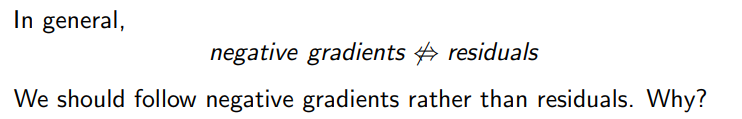 In general,
negative gradients ⇎ residuals
We should follow negative gradients rather than residuals. Why?